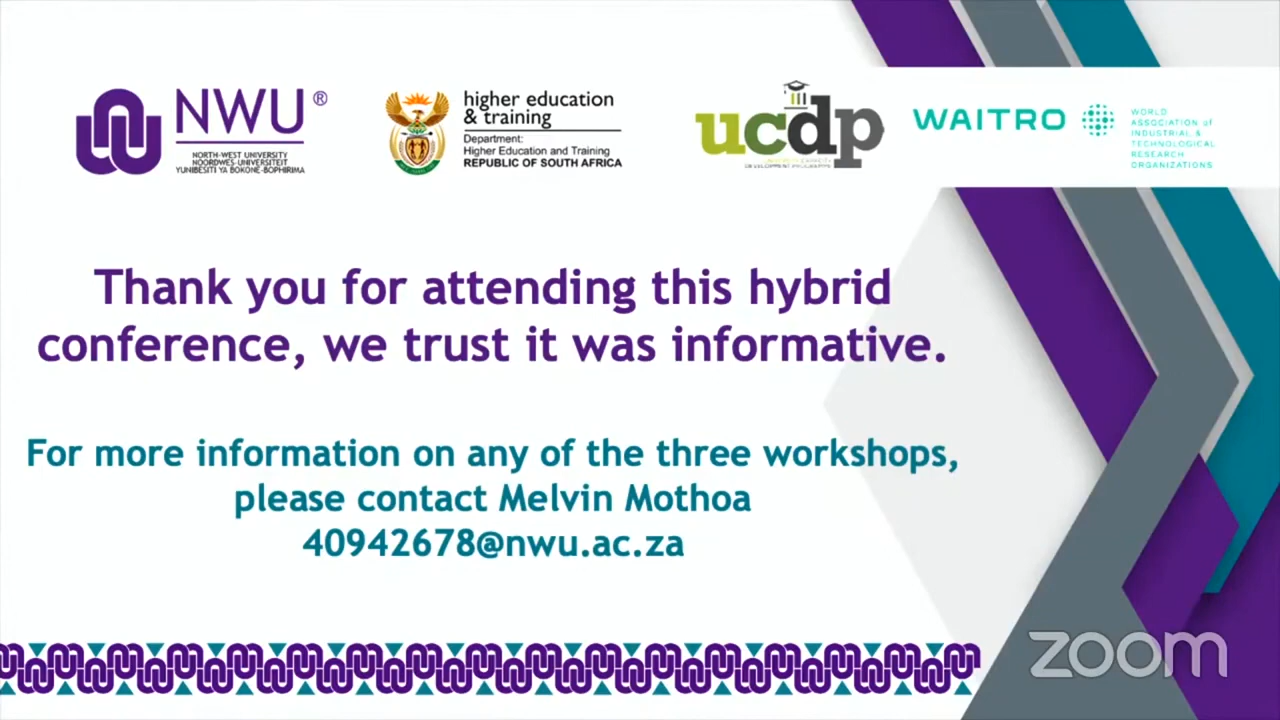 NWU®
NORTH-WEST UNIVERSITY
NOORDWES-UNIVERSITEIT
YUNIBESITI YA BOKONE-BOPHIRIMA
higher education
& training
Department:
Higher Education and Training
REPUBLIC OF SOUTH AFRICA
ucdp
DEVELOPMENT PROGRAMME
WAITRO
WORLD
ASSOCIATION of
INDUSTRIAL &
TECHNOLOGICAL
RESEARCH
ORGANIZATIONS
Thank you for attending this hybrid
conference, we trust it was informative.
For more information on any of the three workshops,
please contact Melvin Mothoa
40942678@nwu.ac.za
zoom